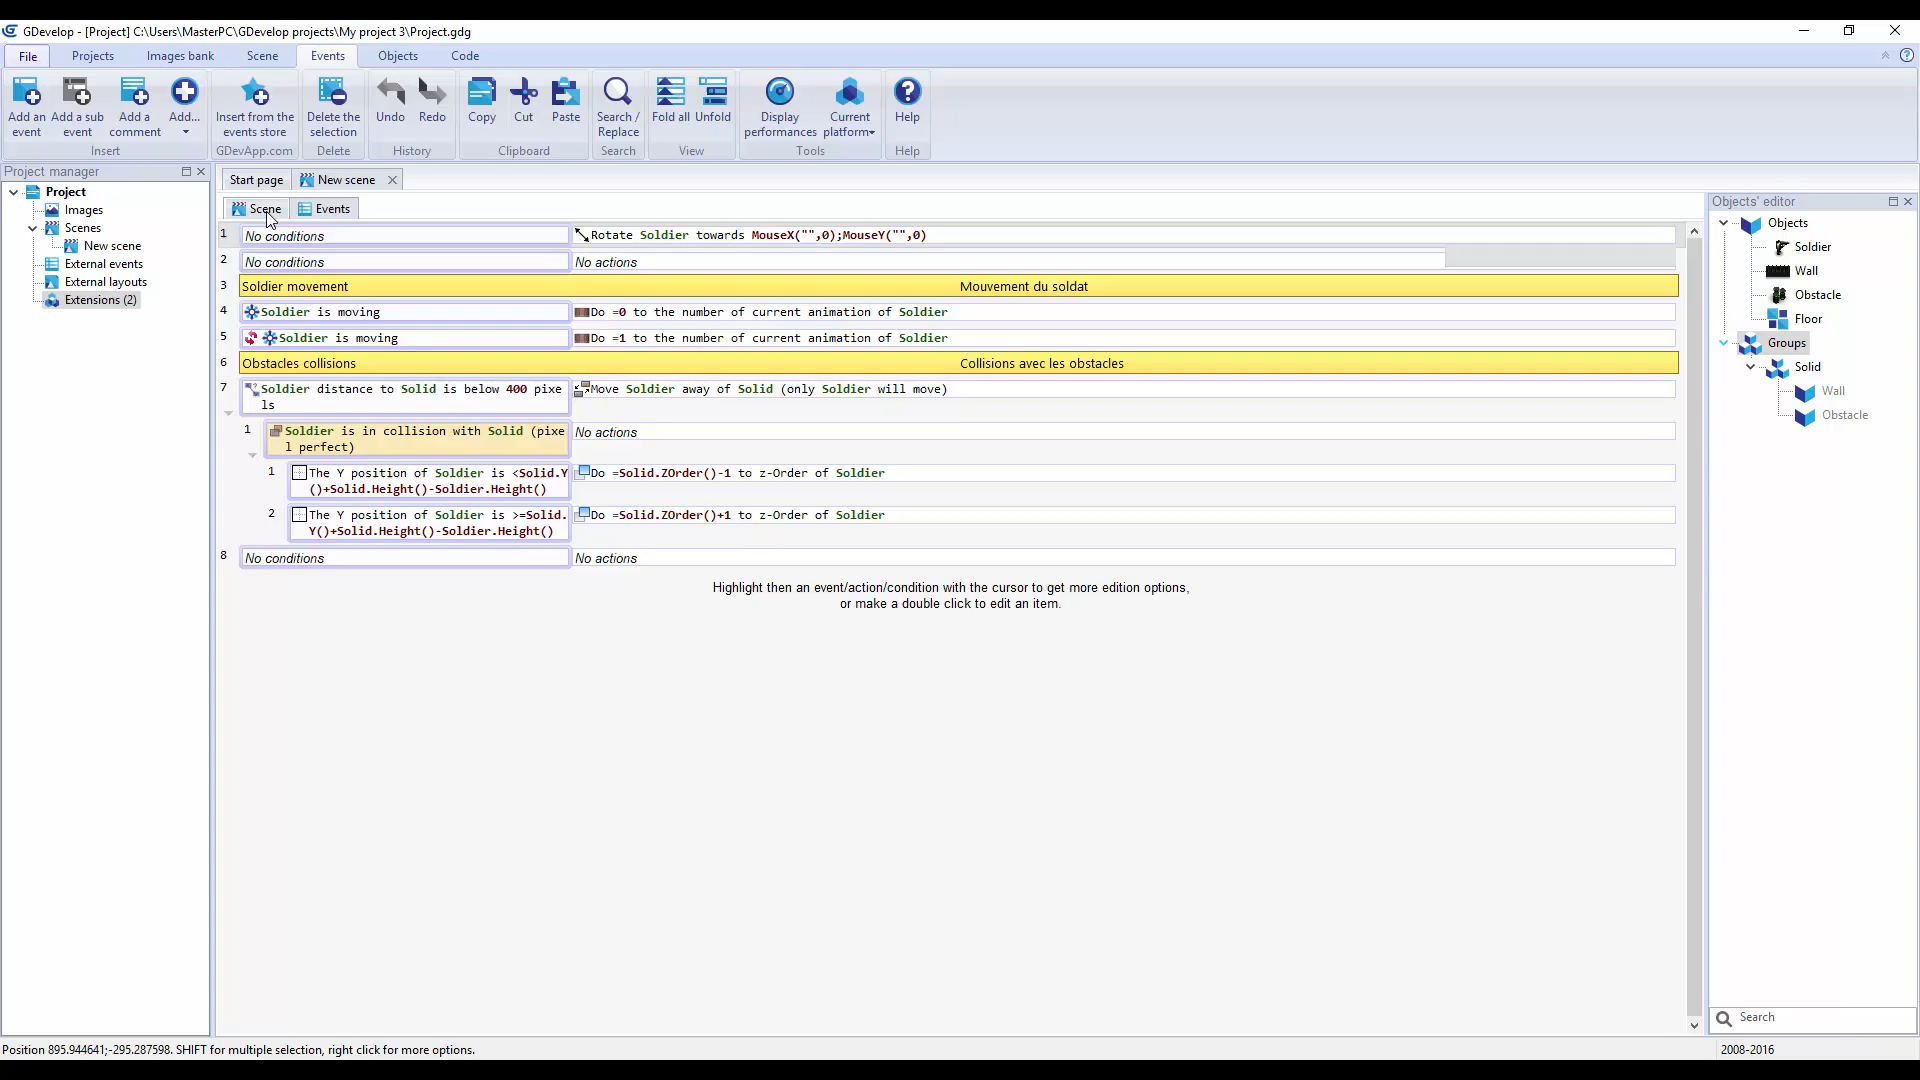 GDevelop - [Project] C:\Users\MasterPC\GDevelop projects\My project 3\Project.gdg
File Projects Images bank Scene Events Objects Code
Add an event
Add a sub event
Add a comment
Add...
Insert
Insert from the events store
GDevApp.com
Delete the selection
Delete
Undo
Redo
History
Copy
Cut
Paste
Clipboard
Search / Replace
Search
Fold all
Unfold
View
Display performances
Current platform
Tools
Help
Help
Project manager
Project
Images
Scenes
New scene
External events
External layouts
Extensions (2)
Start page New scene
Scene Events
1 No conditions Rotate Soldier towards MouseX("",0);MouseY("",0)
2 No conditions No actions
3 Soldier movement Mouvement du soldat
4 Soldier is moving Do =0 to the number of current animation of Soldier
5 Soldier is moving Do =1 to the number of current animation of Soldier
6 Obstacles collisions Collisions avec les obstacles
7 Soldier distance to Solid is below 400 pixe Move Soldier away of Solid (only Soldier will move)
ls
1 Soldier is in collision with Solid (pixe No actions
l perfect)
1 The Y position of Soldier is <Solid.Y Do =Solid.ZOrder()-1 to z-Order of Soldier
()+Solid.Height()-Soldier.Height()
2 The Y position of Soldier is >=Solid. Do =Solid.ZOrder()+1 to z-Order of Soldier
Y()+Solid.Height()-Soldier.Height()
8 No conditions No actions
Highlight then an event/action/condition with the cursor to get more edition options,
or make a double click to edit an item.
Objects' editor
Objects
Soldier
Wall
Obstacle
Floor
Groups
Solid
Wall
Obstacle
Search
Position 895.944641;-295.287598. SHIFT for multiple selection, right click for more options.
2008-2016